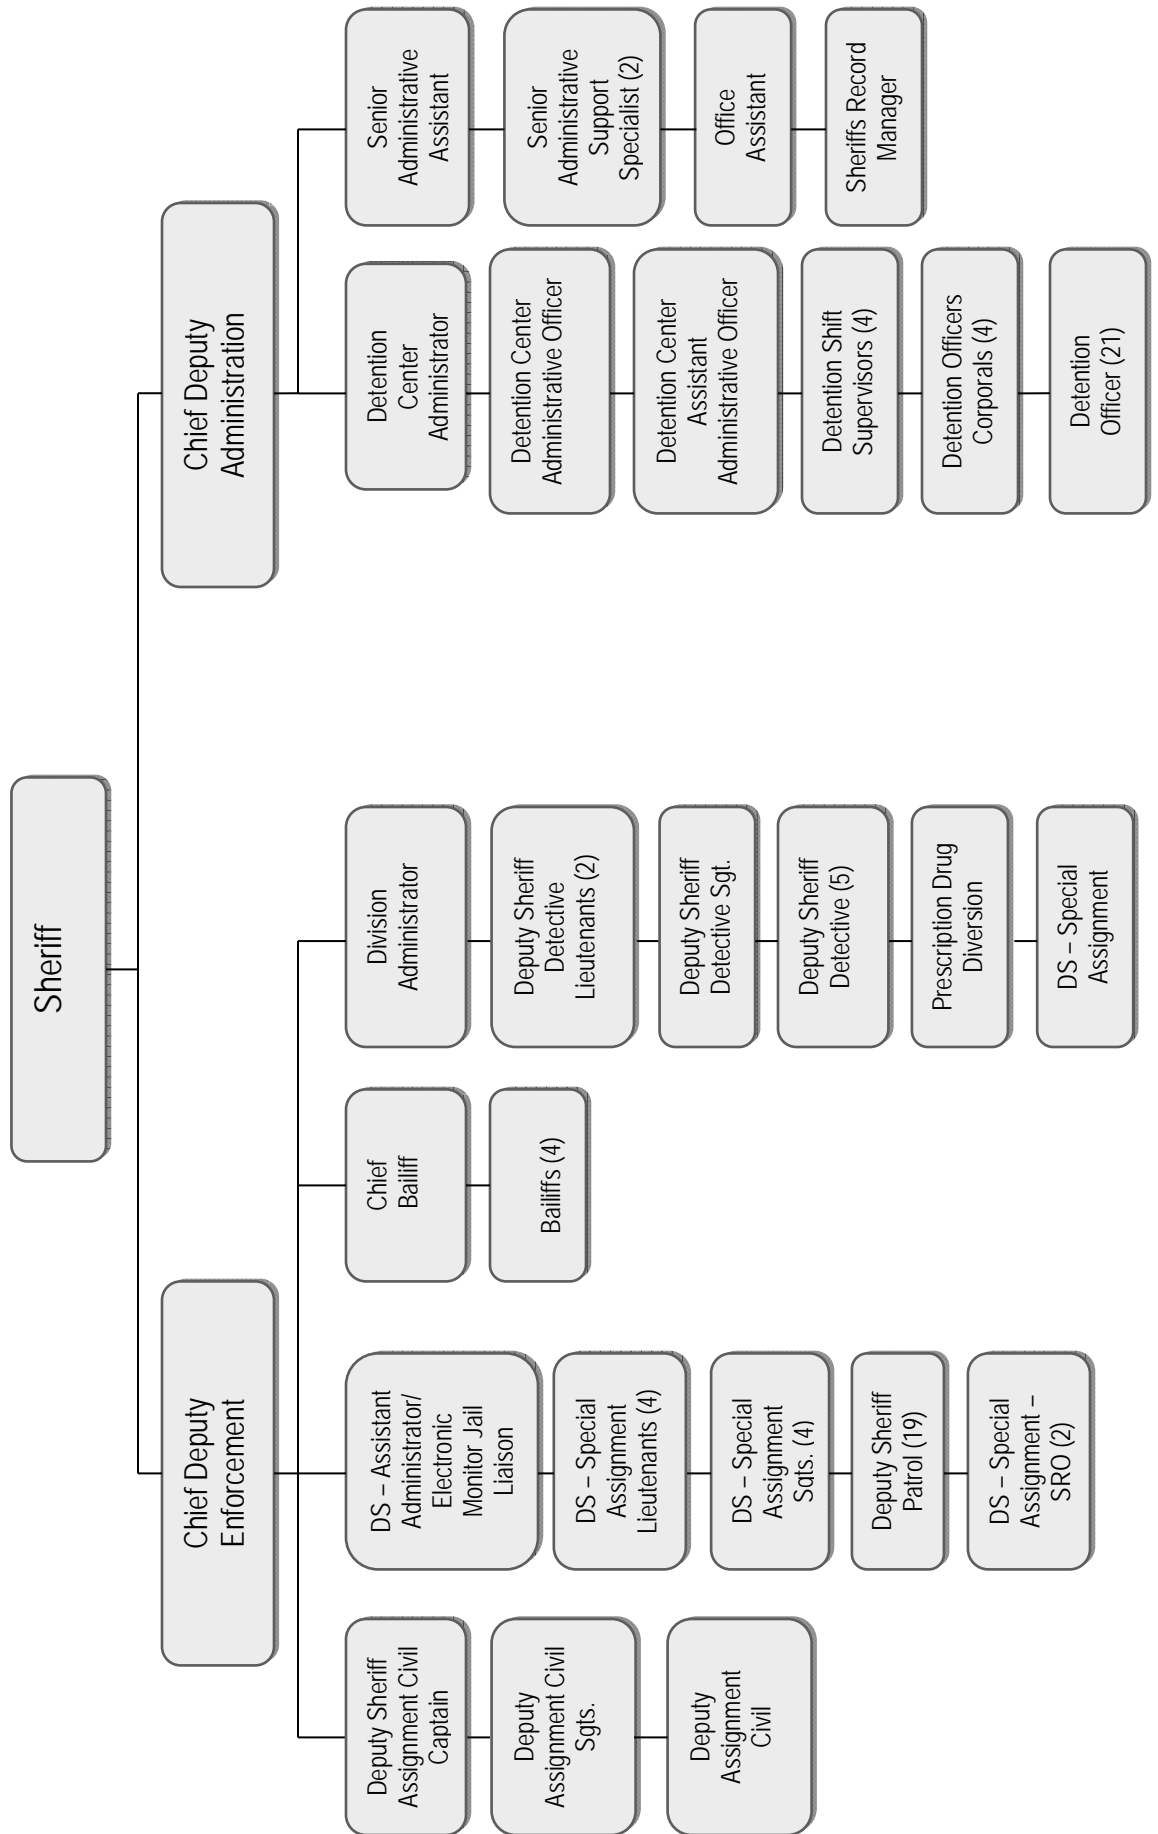 Sheriff
Chief Deputy
Enforcement
Chief Deputy
Administration
Deputy Sheriff
Assignment Civil
Captain
Deputy
Assignment Civil
Sgts.
Deputy
Assignment
Civil
DS – Assistant
Administrator/
Electronic
Monitor Jail
Liaison
DS – Special
Assignment
Lieutenants (4)
DS – Special
Assignment
Sgts. (4)
Deputy Sheriff
Patrol (19)
DS – Special
Assignment –
SRO (2)
Chief
Bailiff
Bailiffs (4)
Division
Administrator
Deputy Sheriff
Detective
Lieutenants (2)
Deputy Sheriff
Detective Sgt.
Deputy Sheriff
Detective (5)
Prescription Drug
Diversion
DS – Special
Assignment
Detention
Center
Administrator
Detention Center
Administrative Officer
Detention Center
Assistant
Administrative Officer
Detention Shift
Supervisors (4)
Detention Officers
Corporals (4)
Detention
Officer (21)
Senior
Administrative
Assistant
Senior
Administrative
Support
Specialist (2)
Office
Assistant
Sheriffs Record
Manager